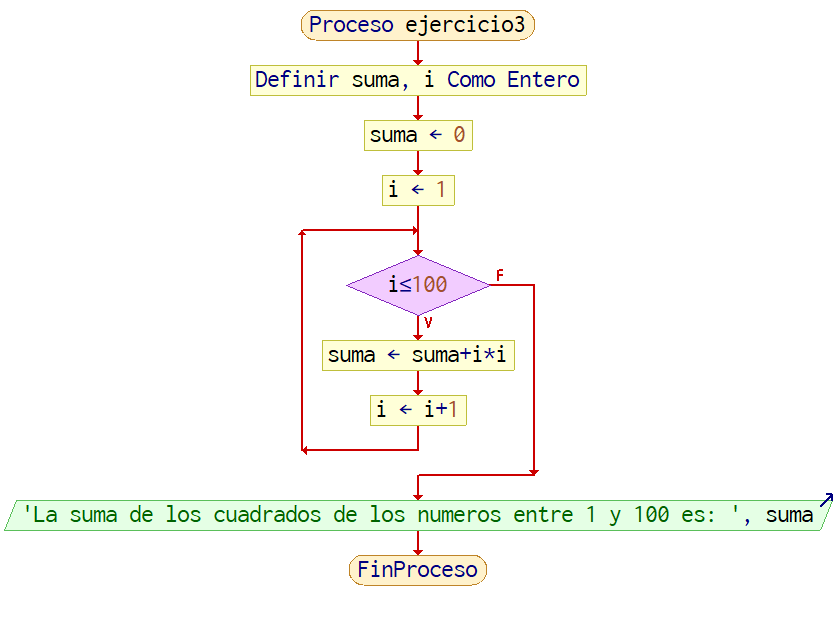 Proceso ejercicio3
Definir suma, i Como Entero
suma ← 0
i ← 1
i≤100
F
V
suma ← suma+i*i
i ← i+1
'La suma de los cuadrados de los numeros entre 1 y 100 es: ', suma
FinProceso